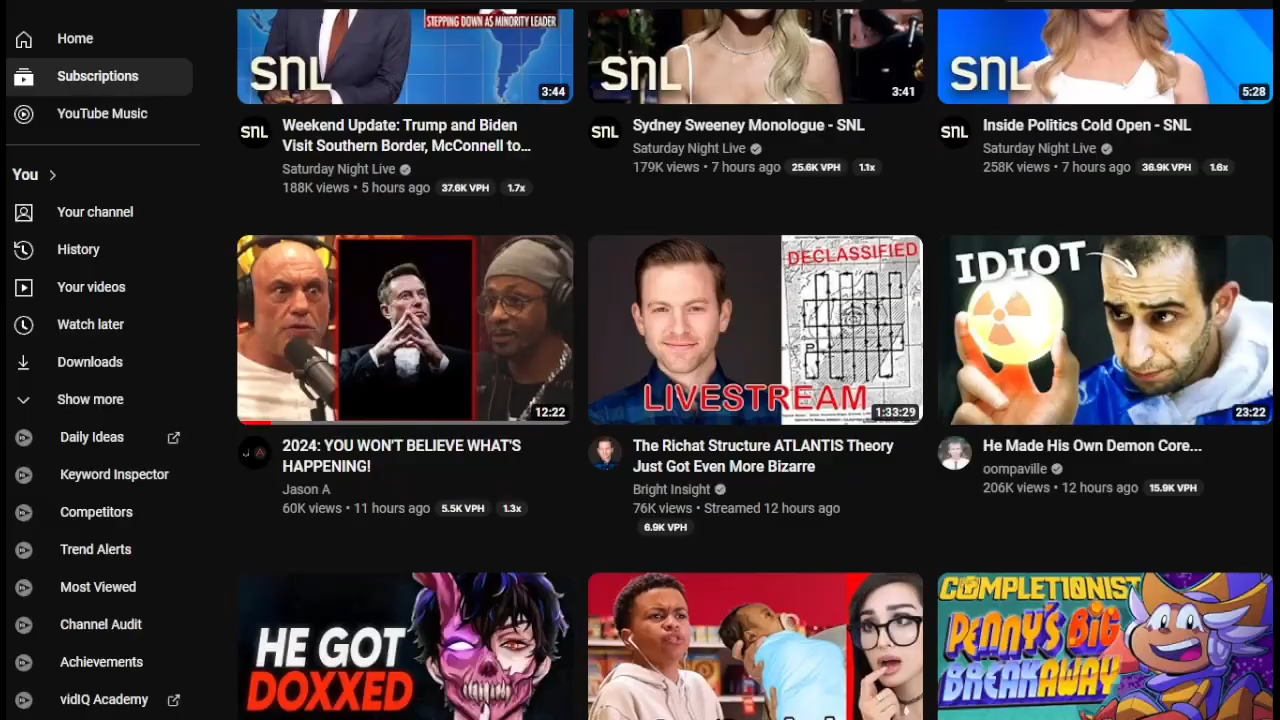 Home
Subscriptions
YouTube Music
You
Your channel
History
Your videos
Watch later
Downloads
Show more
Daily Ideas
Keyword Inspector
Competitors
Trend Alerts
Most Viewed
Channel Audit
Achievements
vidIQ Academy
STEPPING DOWN AS MINORITY LEADER
SNL
3:44
SNL
3:41
SNL
5:28
SNL
Weekend Update: Trump and Biden
Visit Southern Border, McConnell to...
Saturday Night Live
188K views • 5 hours ago 37.6K VPH 1.7x
SNL
Sydney Sweeney Monologue - SNL
Saturday Night Live
179K views • 7 hours ago 25.6K VPH 1.1x
SNL
Inside Politics Cold Open - SNL
Saturday Night Live
258K views • 7 hours ago 36.9K VPH 1.6x
12:22
DECLASSIFIED
LIVESTREAM
1:33:29
IDIOT
23:22
2024: YOU WON'T BELIEVE WHAT'S
HAPPENING!
Jason A
60K views • 11 hours ago 5.5K VPH 1.3x
The Richat Structure ATLANTIS Theory
Just Got Even More Bizarre
Bright Insight
76K views • Streamed 12 hours ago
6.9K VPH
He Made His Own Demon Core...
oompaville
206K views • 12 hours ago 15.9K VPH
HE GOT
DOXXED
COMPLETIONIST
PENNY'S BIG
BREAKAWAY